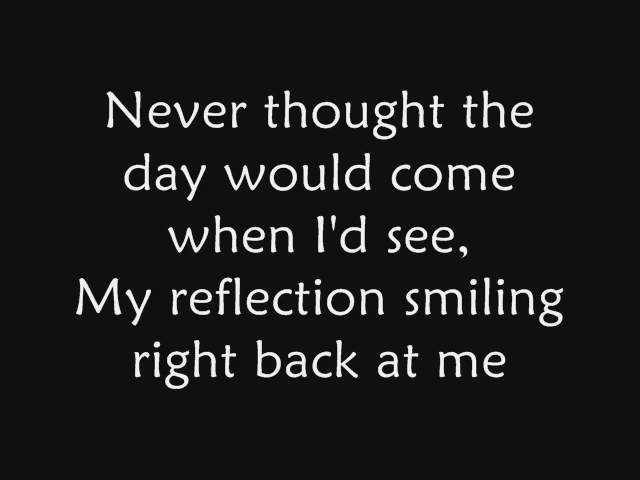 Never thought the
day would come
when I'd see,
My reflection smiling
right back at me